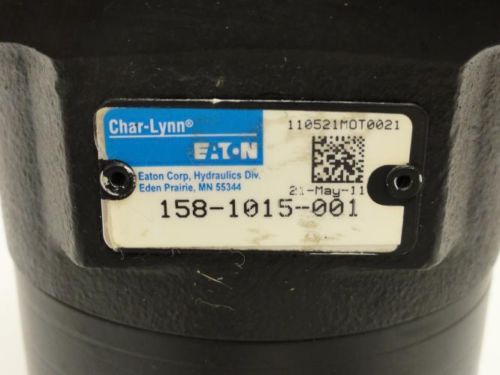 Char-Lynn®
EATON
Eaton Corp, Hydraulics Div.
Eden Prairie, MN 55344
110521MOT0021
21-May-11
158-1015-001